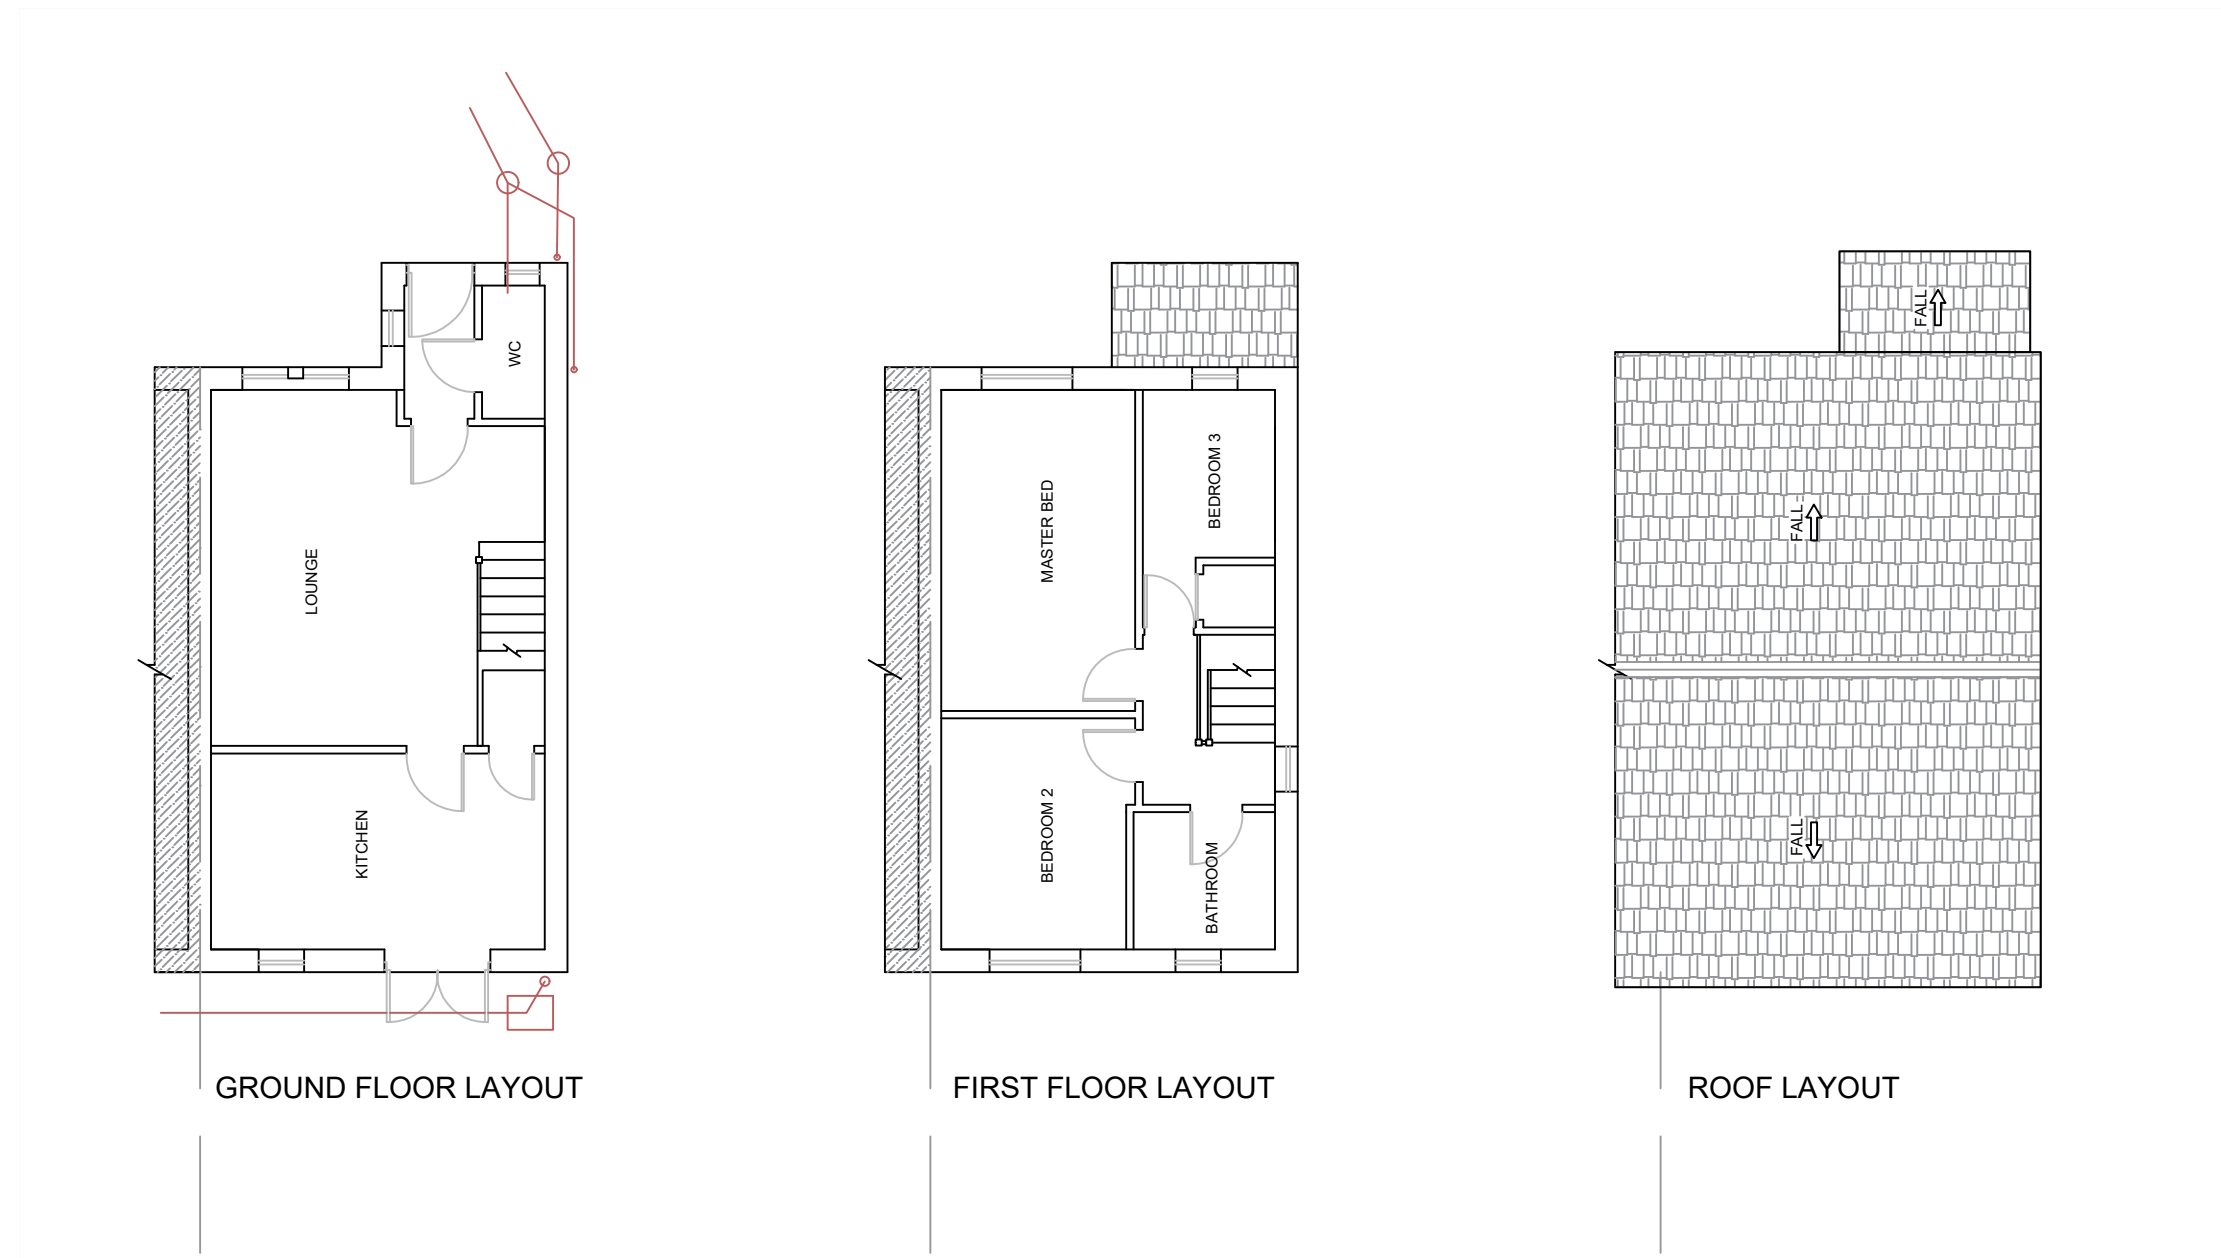 WC
LOUNGE
KITCHEN
GROUND FLOOR LAYOUT
MASTER BED
BEDROOM 3
BEDROOM 2
BATHROOM
FIRST FLOOR LAYOUT
FALL
FALL
FALL
ROOF LAYOUT